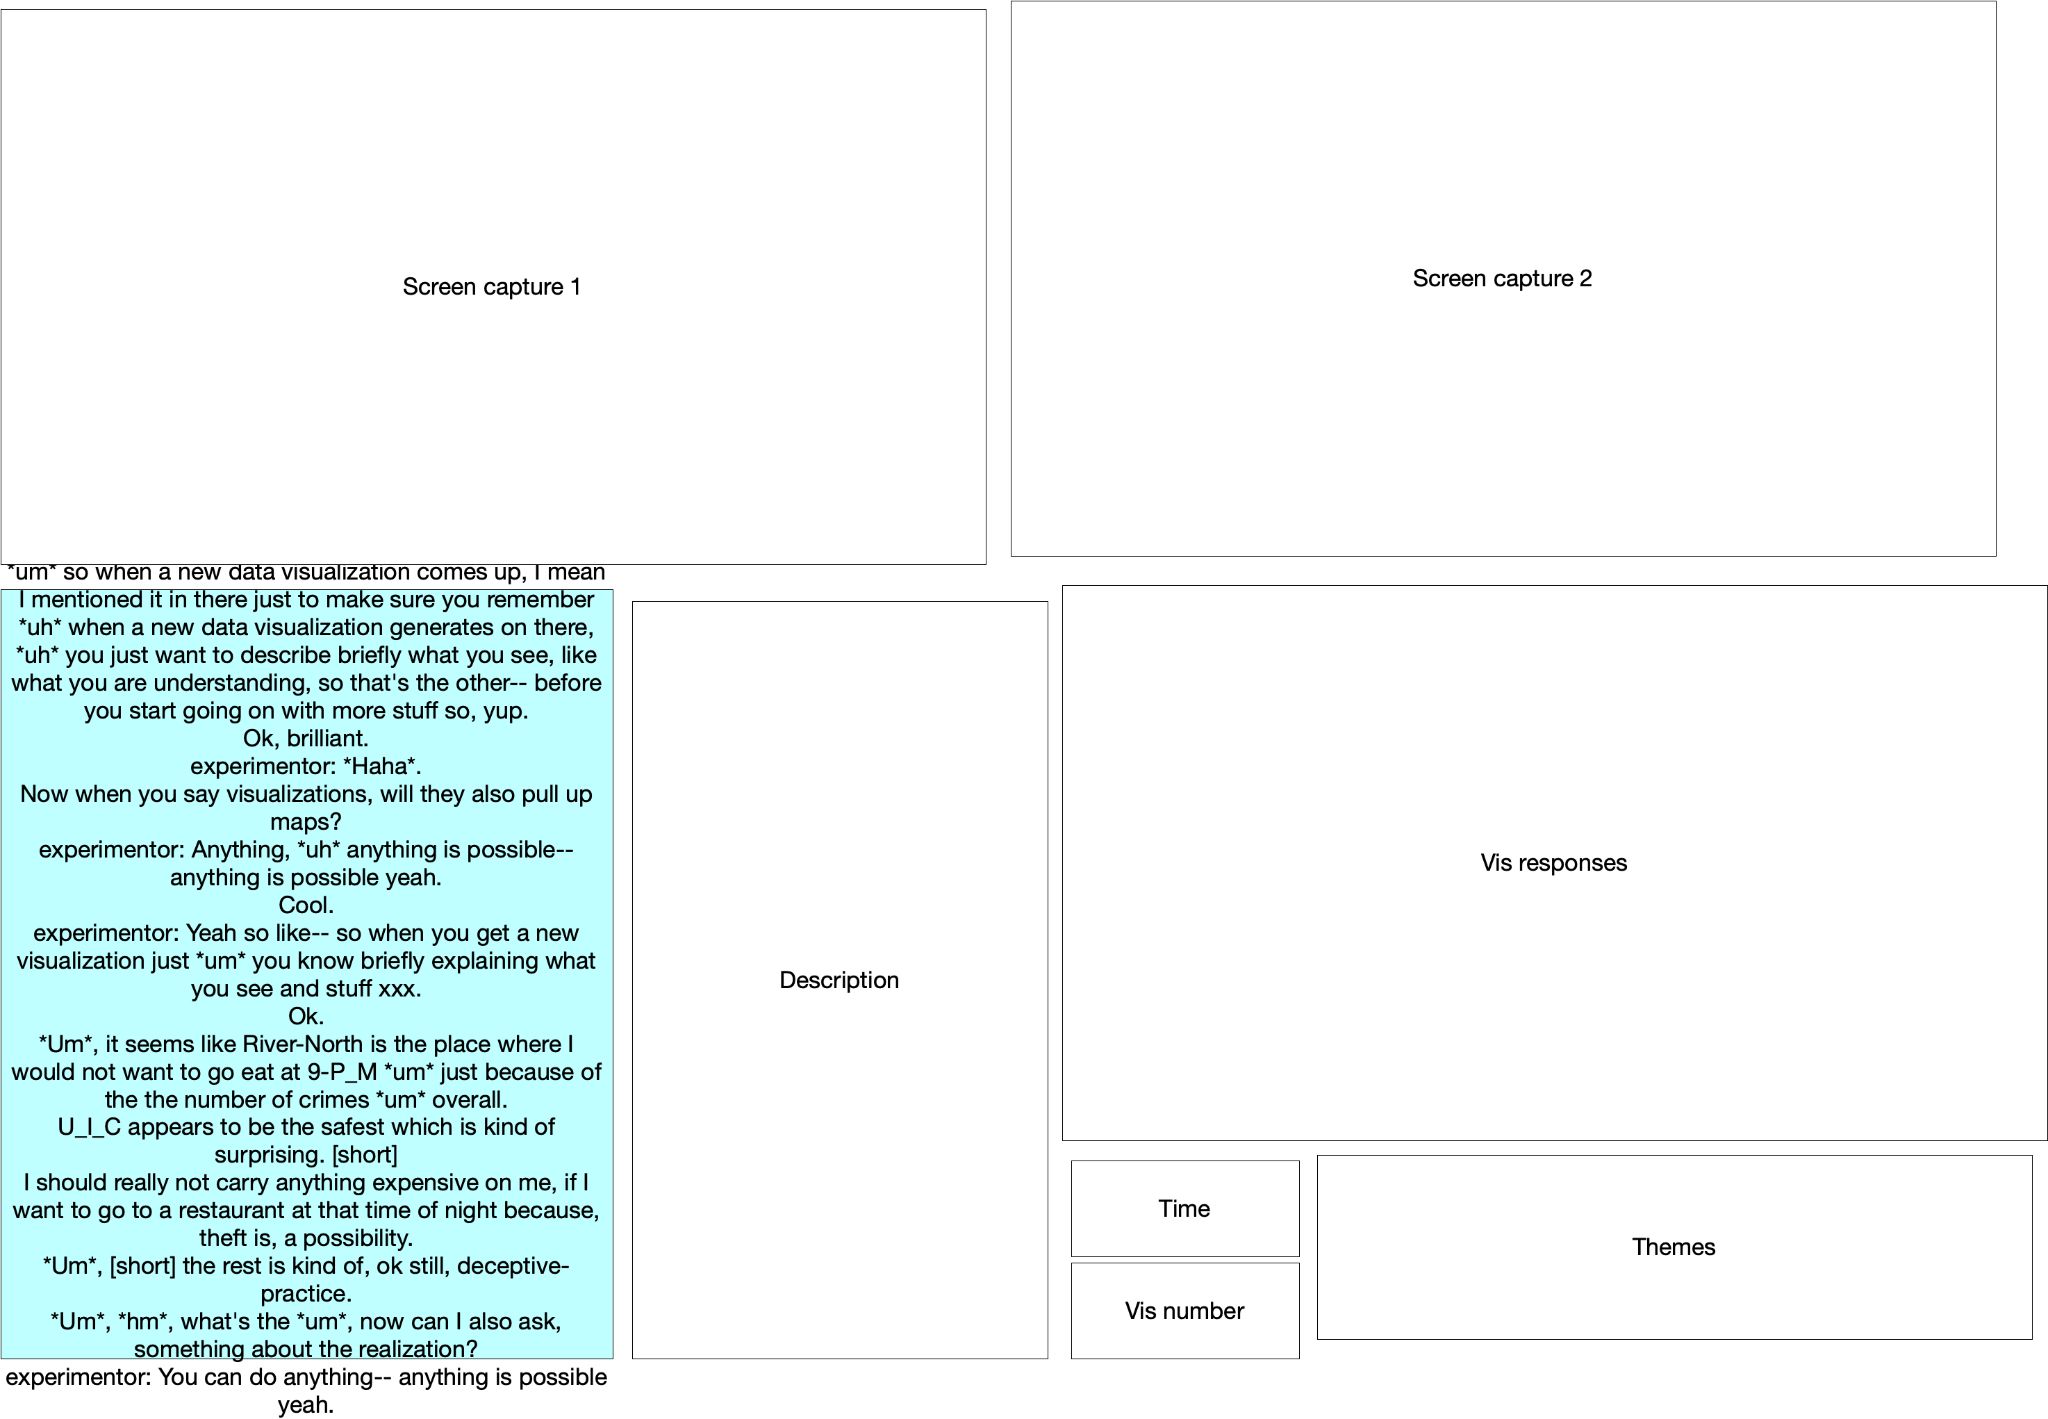 Screen capture 1
Screen capture 2
*um* so when a new data visualization comes up, I mean
I mentioned it in there just to make sure you remember
*uh* when a new data visualization generates on there,
*uh* you just want to describe briefly what you see, like
what you are understanding, so that's the other-- before
you start going on with more stuff so, yup.
Ok, brilliant.
experimentor: *Haha*.
Now when you say visualizations, will they also pull up
maps?
experimentor: Anything, *uh* anything is possible--
anything is possible yeah.
Cool.
experimentor: Yeah so like-- so when you get a new
visualization just *um* you know briefly explaining what
you see and stuff xxx.
Ok.
*Um*, it seems like River-North is the place where I
would not want to go eat at 9-P_M *um* just because of
the the number of crimes *um* overall.
U_I_C appears to be the safest which is kind of
surprising. [short]
I should really not carry anything expensive on me, if I
want to go to a restaurant at that time of night because,
theft is, a possibility.
*Um*, [short] the rest is kind of, ok still, deceptive-
practice.
*Um*, *hm*, what's the *um*, now can I also ask,
something about the realization?
experimentor: You can do anything-- anything is possible
yeah.
Description
Vis responses
Time
Vis number
Themes